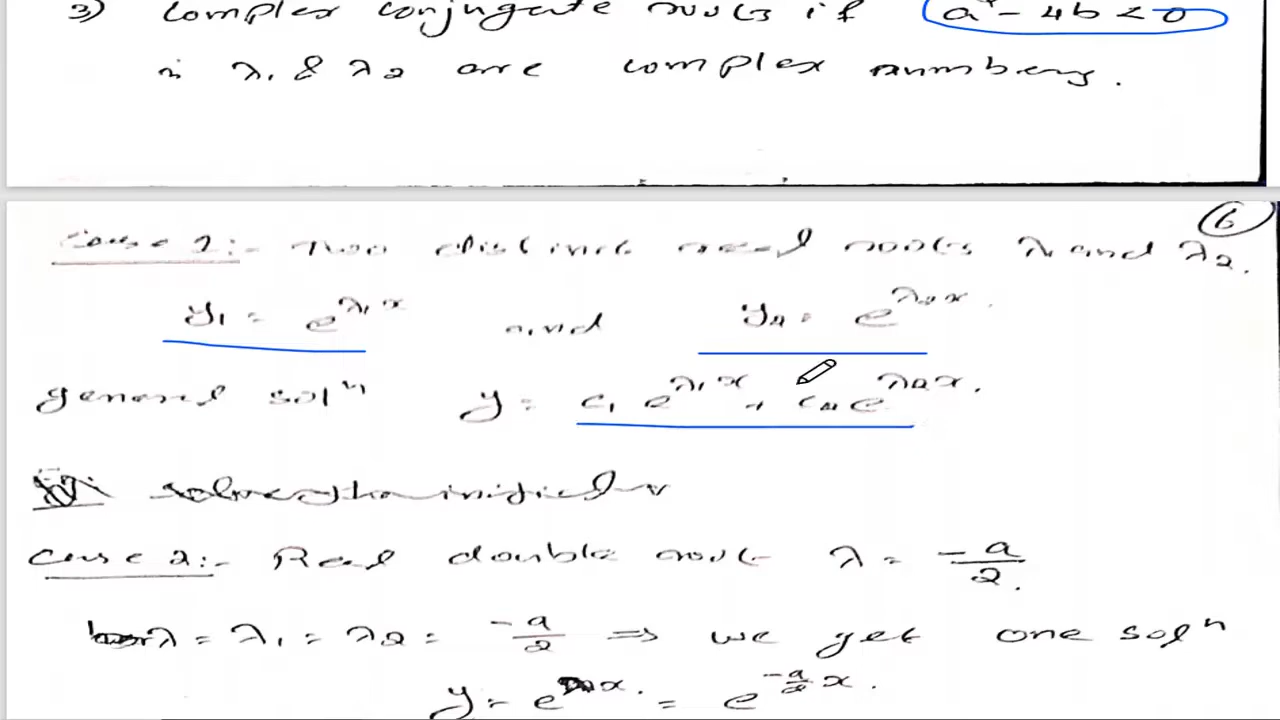 3) Complex conjugate roots if a² - 4b < 0
λ₁ & λ₂ are complex numbers.
6
Case 1:- Two distinct real roots λ₁ and λ₂.
y₁ = e^{λ₁x} and y₂ = e^{λ₂x}.
general solⁿ y = c₁ e^{λ₁x} + c₂ e^{λ₂x}.
Case 2:- Real double root λ = -a/2.
λ = λ₁ = λ₂ = -a/2 ⇒ we get one solⁿ
y = e^{x}. = e^{-a/2 x}.